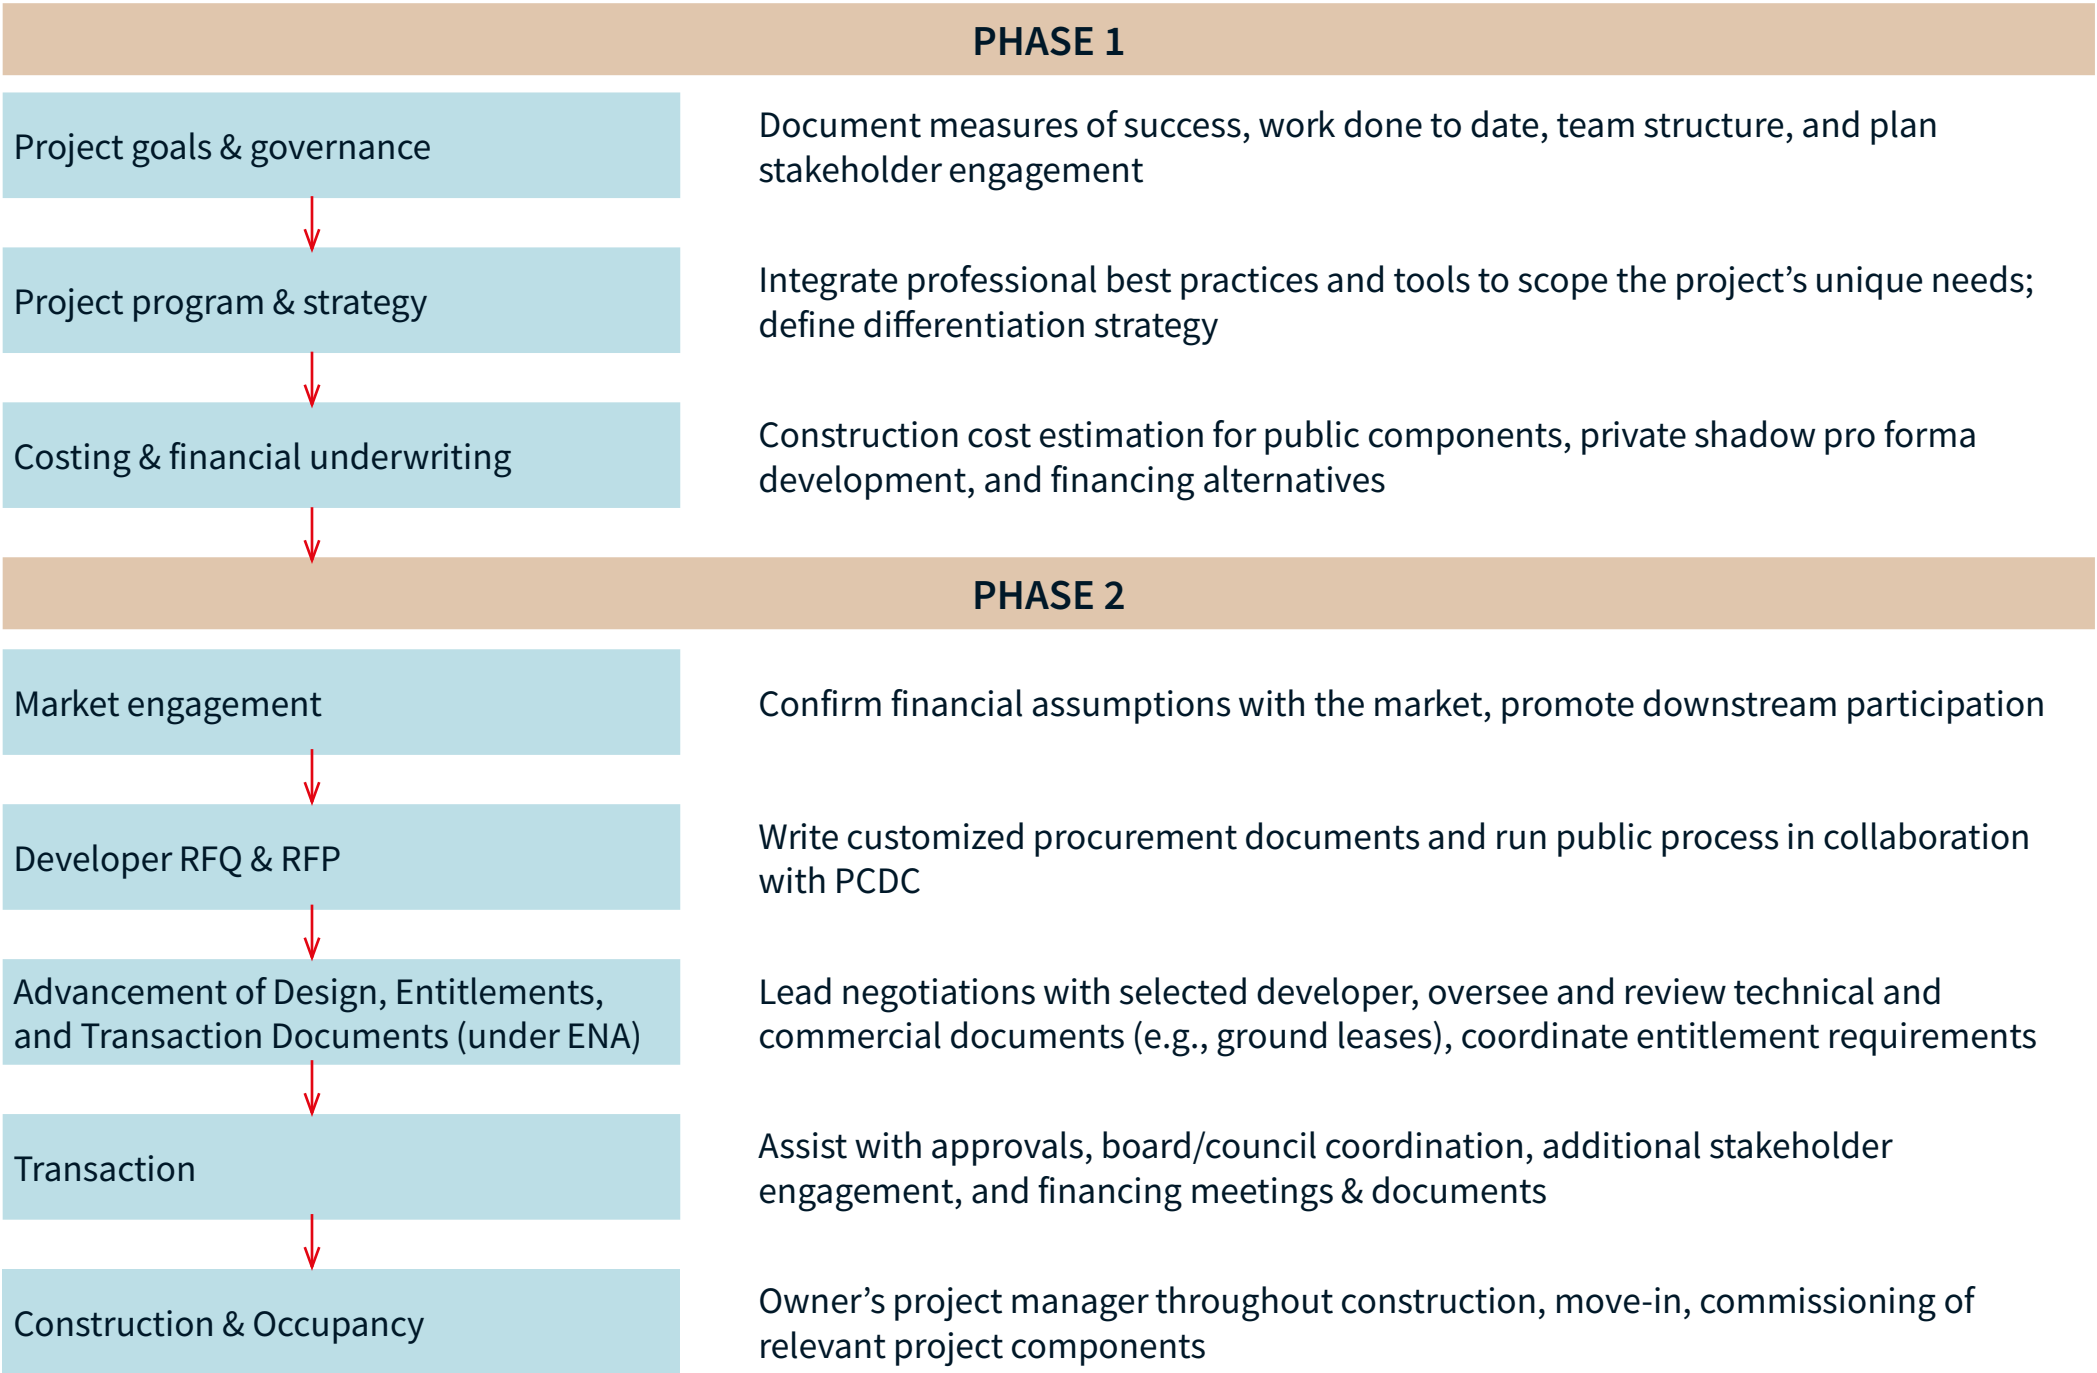 PHASE 1
Project goals & governance
Document measures of success, work done to date, team structure, and plan
stakeholder engagement
Project program & strategy
Integrate professional best practices and tools to scope the project’s unique needs;
define differentiation strategy
Costing & financial underwriting
Construction cost estimation for public components, private shadow pro forma
development, and financing alternatives
PHASE 2
Market engagement
Confirm financial assumptions with the market, promote downstream participation
Developer RFQ & RFP
Write customized procurement documents and run public process in collaboration
with PCDC
Advancement of Design, Entitlements,
and Transaction Documents (under ENA)
Lead negotiations with selected developer, oversee and review technical and
commercial documents (e.g., ground leases), coordinate entitlement requirements
Transaction
Assist with approvals, board/council coordination, additional stakeholder
engagement, and financing meetings & documents
Construction & Occupancy
Owner’s project manager throughout construction, move-in, commissioning of
relevant project components